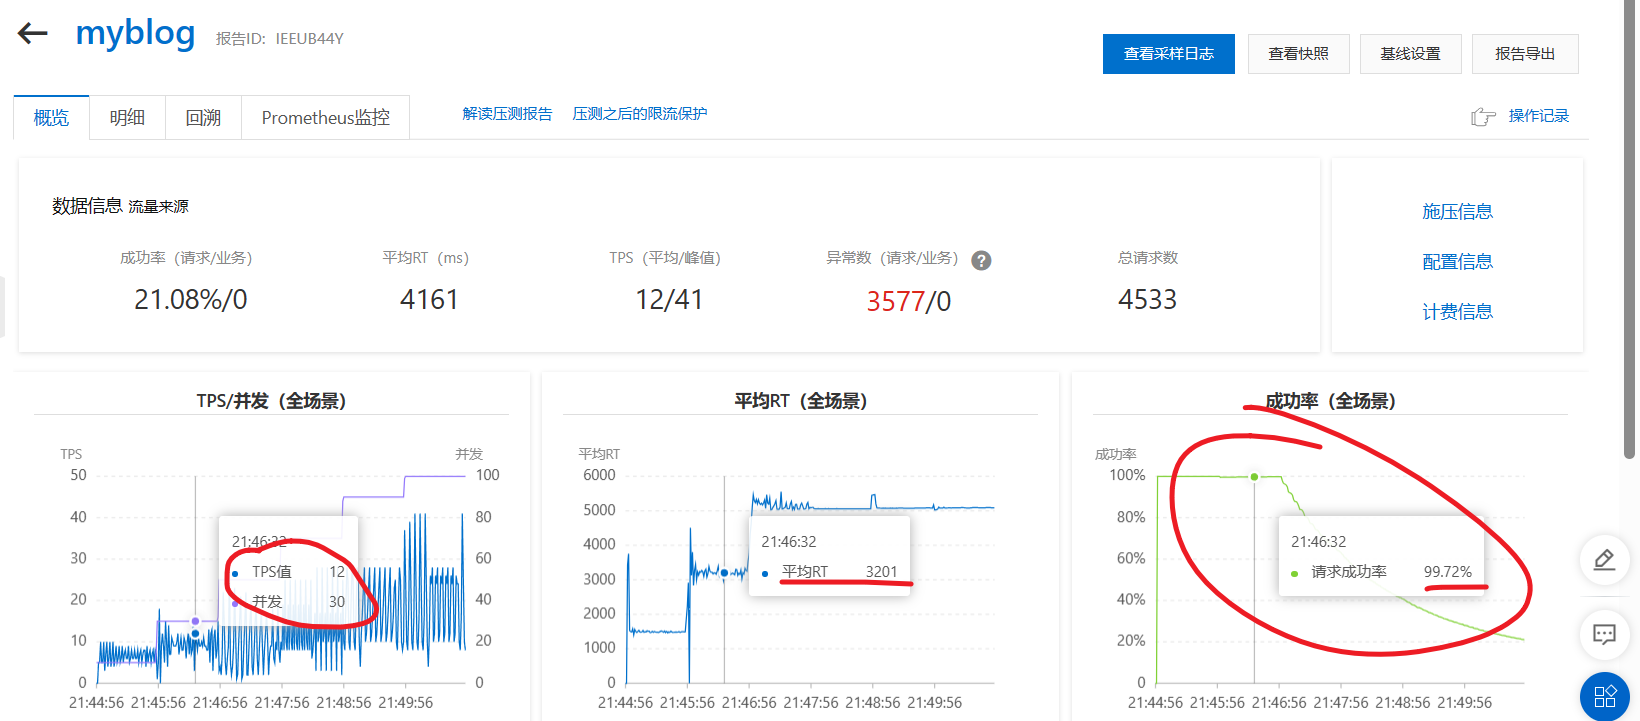 myblog 报告ID: IEEUB44Y
查看采样日志 查看快照 基线设置 报告导出
概览 明细 回溯 Prometheus监控 解读压测报告 压测之后的限流保护 操作记录
数据信息 流量来源
成功率（请求/业务） 平均RT（ms） TPS（平均/峰值） 异常数（请求/业务） ? 总请求数
21.08%/0 4161 12/41 3577/0 4533
施压信息
配置信息
计费信息
TPS/并发（全场景）
TPS 并发
50 100
40 80
30 60
20 40
10 20
0 0
21:46:32
TPS值 12
并发 30
21:44:56 21:45:56 21:46:56 21:47:56 21:48:56 21:49:56
平均RT（全场景）
平均RT
6000
5000
4000
3000
2000
1000
0
21:46:32
平均RT 3201
21:44:56 21:45:56 21:46:56 21:47:56 21:48:56 21:49:56
成功率（全场景）
成功率
100%
80%
60%
40%
20%
0
21:46:32
请求成功率 99.72%
21:44:56 21:45:56 21:46:56 21:47:56 21:48:56 21:49:56